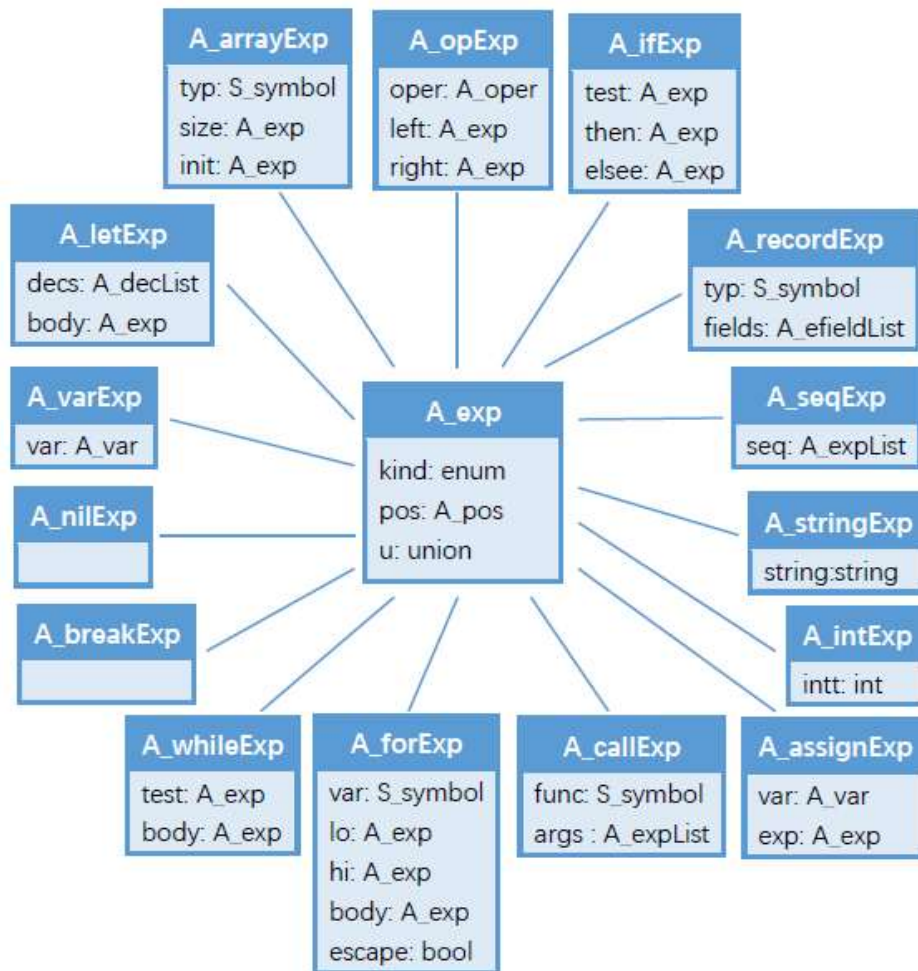 A_arrayExp
typ: S_symbol
size: A_exp
init: A_exp
A_opExp
oper: A_oper
left: A_exp
right: A_exp
A_ifExp
test: A_exp
then: A_exp
elsee: A_exp
A_letExp
decs: A_decList
body: A_exp
A_recordExp
typ: S_symbol
fields: A_efieldList
A_varExp
var: A_var
A_exp
kind: enum
pos: A_pos
u: union
A_seqExp
seq: A_expList
A_nilExp
A_stringExp
string:string
A_breakExp
A_intExp
intt: int
A_whileExp
test: A_exp
body: A_exp
A_forExp
var: S_symbol
lo: A_exp
hi: A_exp
body: A_exp
escape: bool
A_callExp
func: S_symbol
args : A_expList
A_assignExp
var: A_var
exp: A_exp